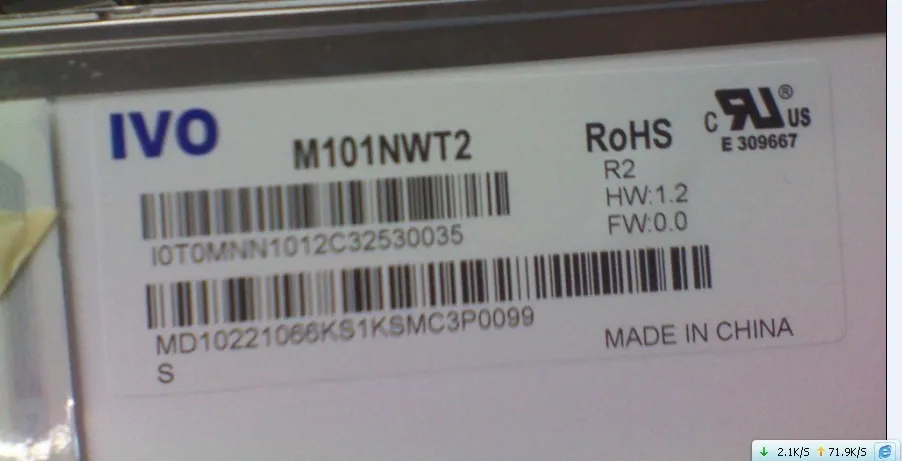 IVO
M101NWT2
RoHS
R2
HW:1.2
FW:0.0
C RU ® US
E 309667
I0T0MNN1012C32530035
MD10221066KS1KSMC3P0099
S
MADE IN CHINA
2.1K/S 71.9K/S